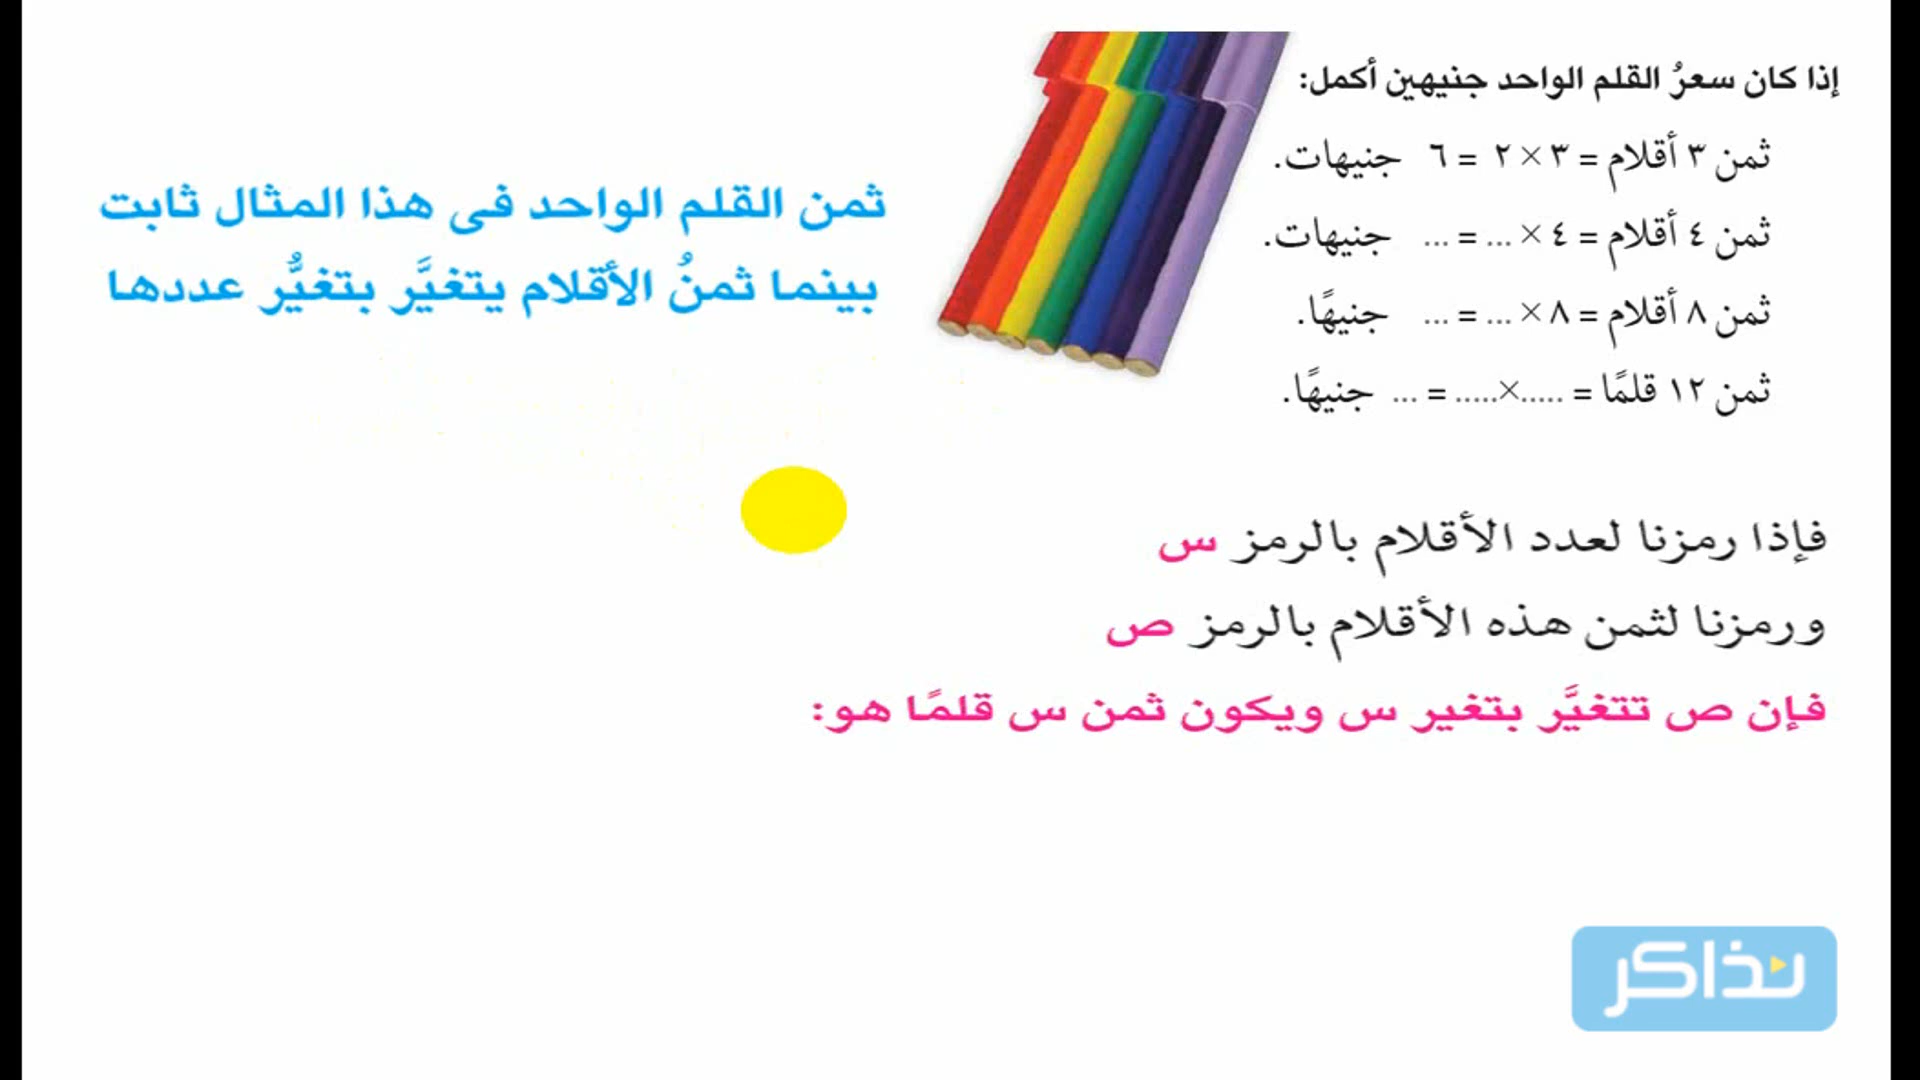 إذا كان سعرُ القلم الواحد جنيهين أكمل:
ثمن ٣ أقلام = ٣ × ٢ = ٦ جنيهات.
ثمن ٤ أقلام = ٤ × ... = ... جنيهات.
ثمن ٨ أقلام = ٨ × ... = ... جنيهًا.
ثمن ١٢ قلمًا = .....×..... = ... جنيهًا.
ثمن القلم الواحد فى هذا المثال ثابت
بينما ثمنُ الأقلام يتغيَّر بتغيُّر عددها
فإذا رمزنا لعدد الأقلام بالرمز س
ورمزنا لثمن هذه الأقلام بالرمز ص
فإن ص تتغيَّر بتغير س ويكون ثمن س قلمًا هو:
نذاكر